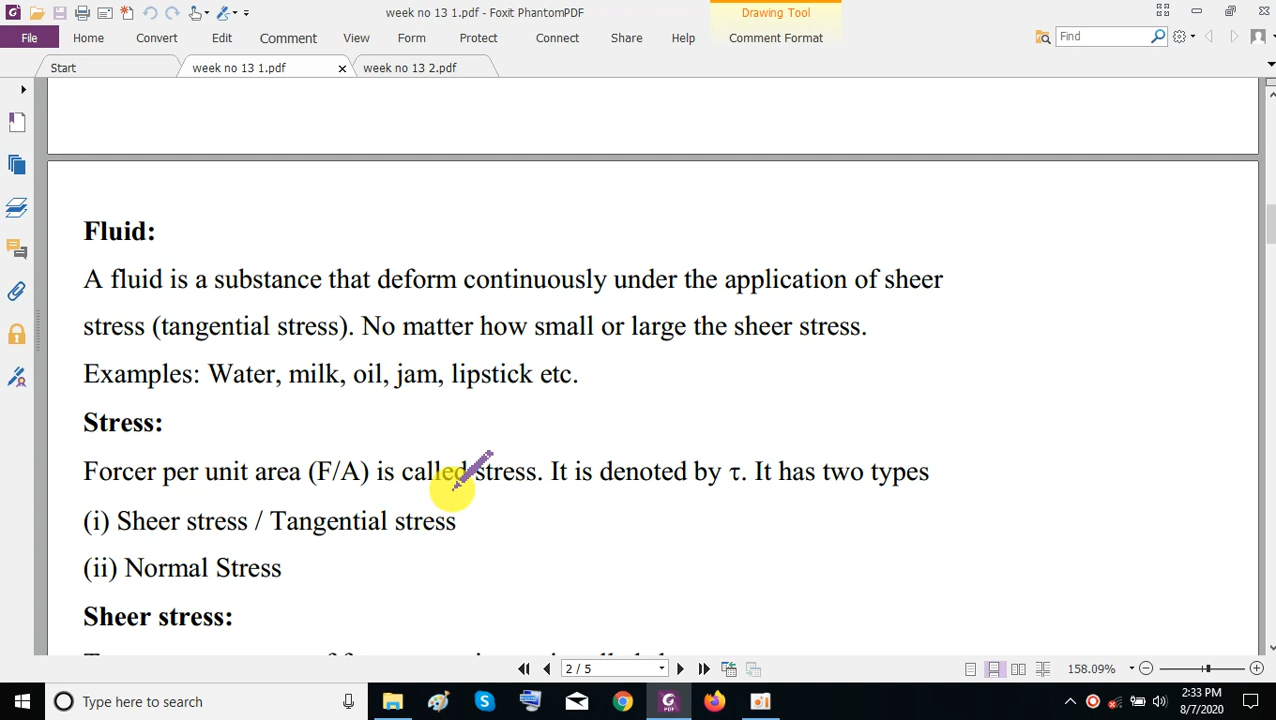 week no 13 1.pdf - Foxit PhantomPDF
Drawing Tool
File Home Convert Edit Comment View Form Protect Connect Share Help Comment Format Find
Start week no 13 1.pdf week no 13 2.pdf
Fluid:
A fluid is a substance that deform continuously under the application of sheer
stress (tangential stress). No matter how small or large the sheer stress.
Examples: Water, milk, oil, jam, lipstick etc.
Stress:
Forcer per unit area (F/A) is called stress. It is denoted by τ. It has two types
(i) Sheer stress / Tangential stress
(ii) Normal Stress
Sheer stress:
2 / 5 158.09%
Type here to search
2:33 PM
8/7/2020